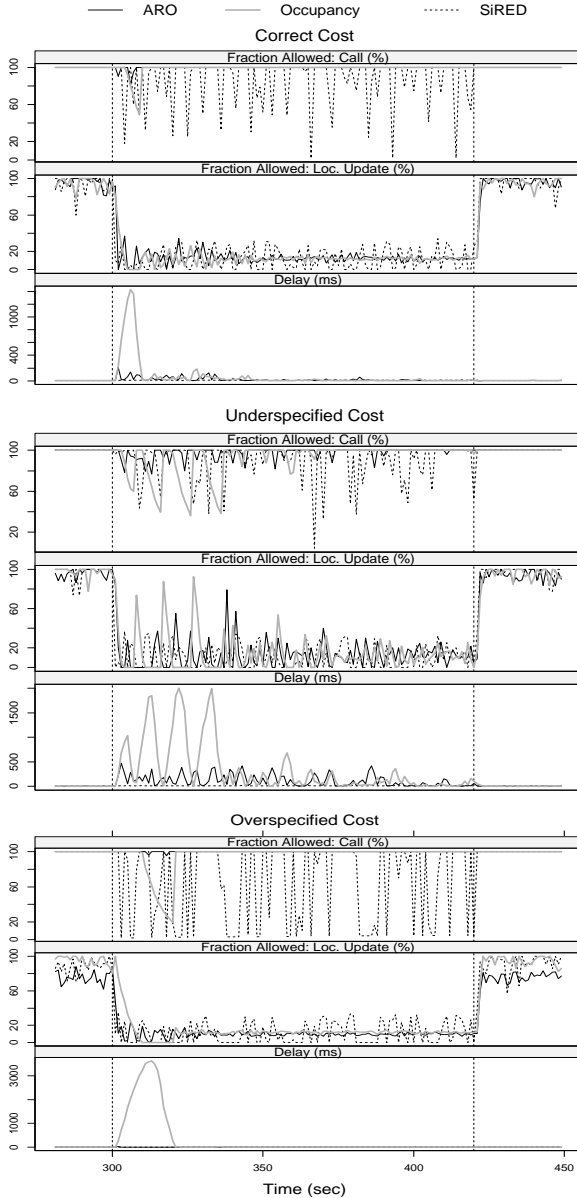 ARO Occupancy SiRED
Correct Cost
Fraction Allowed: Call (%)
100
60
20
0
Fraction Allowed: Loc. Update (%)
100
60
20
0
Delay (ms)
1000
400
0
Underspecified Cost
Fraction Allowed: Call (%)
100
60
20
Fraction Allowed: Loc. Update (%)
100
60
20
0
Delay (ms)
1500
500
0
Overspecified Cost
Fraction Allowed: Call (%)
100
60
20
0
Fraction Allowed: Loc. Update (%)
100
60
20
0
Delay (ms)
3000
1000
0
300 350 400 450
Time (sec)